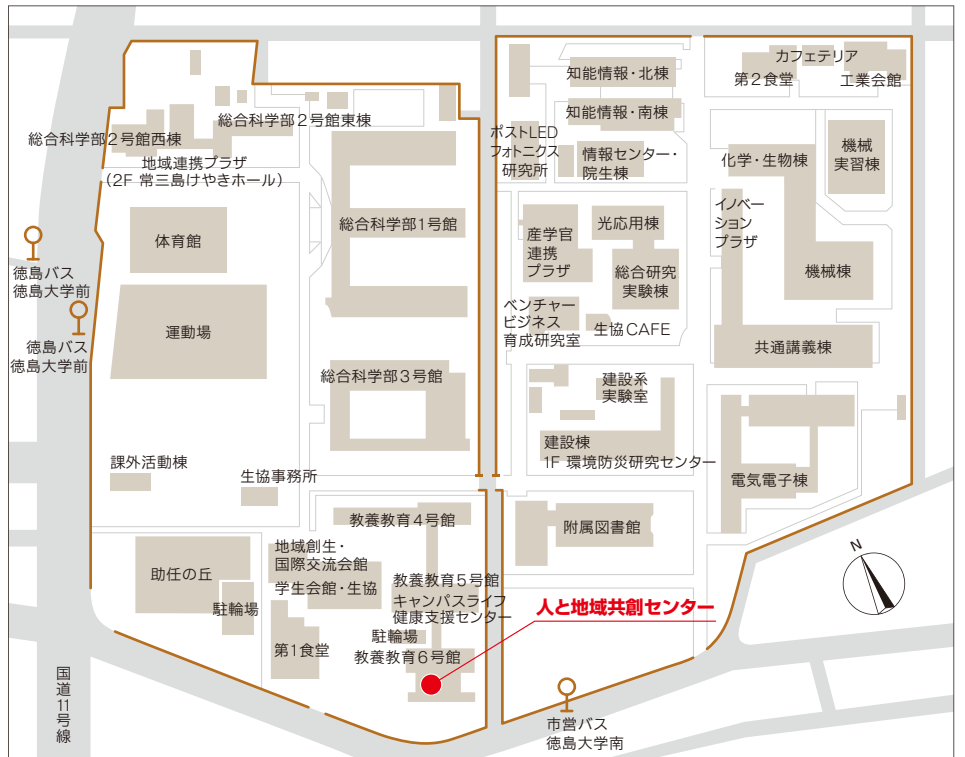 カフェテリア
第2食堂
工業会館
知能情報・北棟
知能情報・南棟
総合科学部2号館東棟
総合科学部2号館西棟
地域連携プラザ
(2F 常三島けやきホール)
ポストLED
フォトニクス
研究所
情報センター・
院生棟
化学・生物棟
機械
実習棟
イノベー
ション
プラザ
体育館
総合科学部1号館
産学官
連携
プラザ
光応用棟
総合研究
実験棟
機械棟
徳島バス
徳島大学前
運動場
ベンチャー
ビジネス
育成研究室
生協CAFE
共通講義棟
徳島バス
徳島大学前
総合科学部3号館
建設系
実験室
建設棟
1F 環境防災研究センター
課外活動棟
生協事務所
電気電子棟
教養教育4号館
附属図書館
地域創生・
国際交流会館
助任の丘
学生会館・生協
教養教育5号館
キャンパスライフ
健康支援センター
駐輪場
駐輪場
第1食堂
教養教育6号館
人と地域共創センター
N
国道11号線
市営バス
徳島大学南